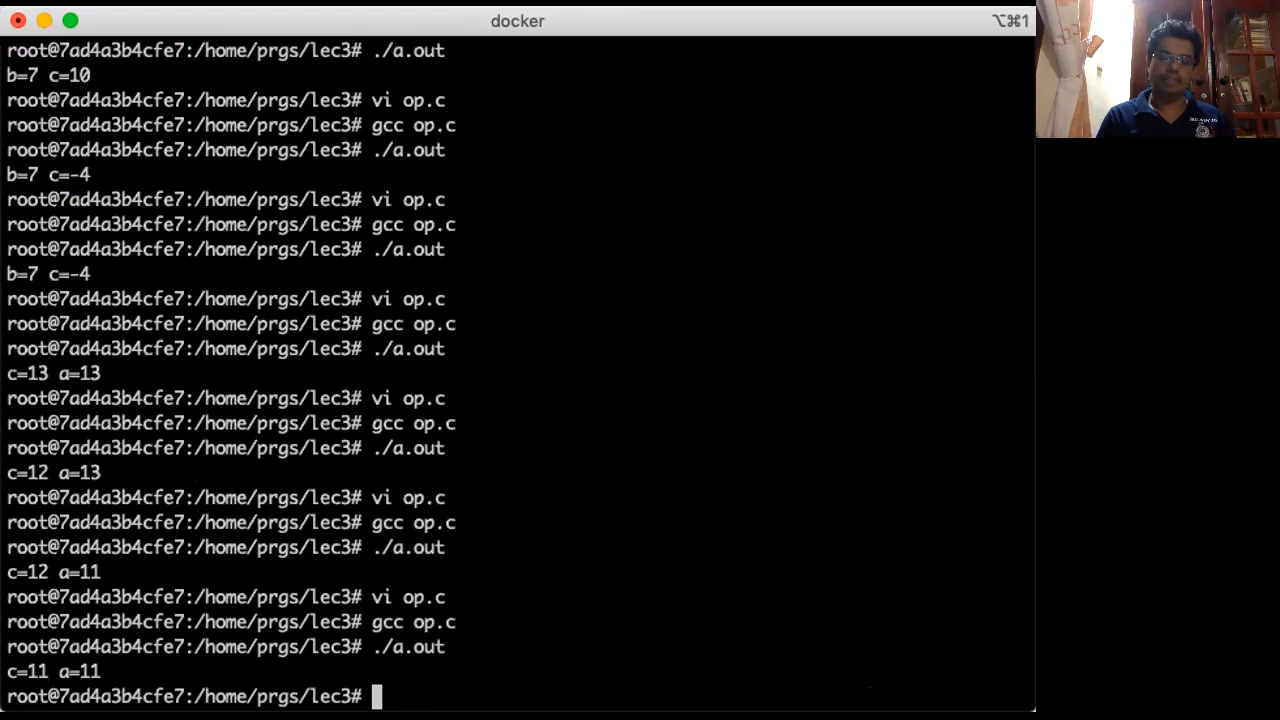 docker
⌥⌘1
root@7ad4a3b4cfe7:/home/prgs/lec3# ./a.out
b=7 c=10
root@7ad4a3b4cfe7:/home/prgs/lec3# vi op.c
root@7ad4a3b4cfe7:/home/prgs/lec3# gcc op.c
root@7ad4a3b4cfe7:/home/prgs/lec3# ./a.out
b=7 c=-4
root@7ad4a3b4cfe7:/home/prgs/lec3# vi op.c
root@7ad4a3b4cfe7:/home/prgs/lec3# gcc op.c
root@7ad4a3b4cfe7:/home/prgs/lec3# ./a.out
b=7 c=-4
root@7ad4a3b4cfe7:/home/prgs/lec3# vi op.c
root@7ad4a3b4cfe7:/home/prgs/lec3# gcc op.c
root@7ad4a3b4cfe7:/home/prgs/lec3# ./a.out
c=13 a=13
root@7ad4a3b4cfe7:/home/prgs/lec3# vi op.c
root@7ad4a3b4cfe7:/home/prgs/lec3# gcc op.c
root@7ad4a3b4cfe7:/home/prgs/lec3# ./a.out
c=12 a=13
root@7ad4a3b4cfe7:/home/prgs/lec3# vi op.c
root@7ad4a3b4cfe7:/home/prgs/lec3# gcc op.c
root@7ad4a3b4cfe7:/home/prgs/lec3# ./a.out
c=12 a=11
root@7ad4a3b4cfe7:/home/prgs/lec3# vi op.c
root@7ad4a3b4cfe7:/home/prgs/lec3# gcc op.c
root@7ad4a3b4cfe7:/home/prgs/lec3# ./a.out
c=11 a=11
root@7ad4a3b4cfe7:/home/prgs/lec3#